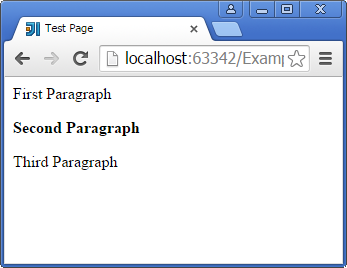 Test Page
localhost:63342/Examp
First Paragraph
Second Paragraph
Third Paragraph